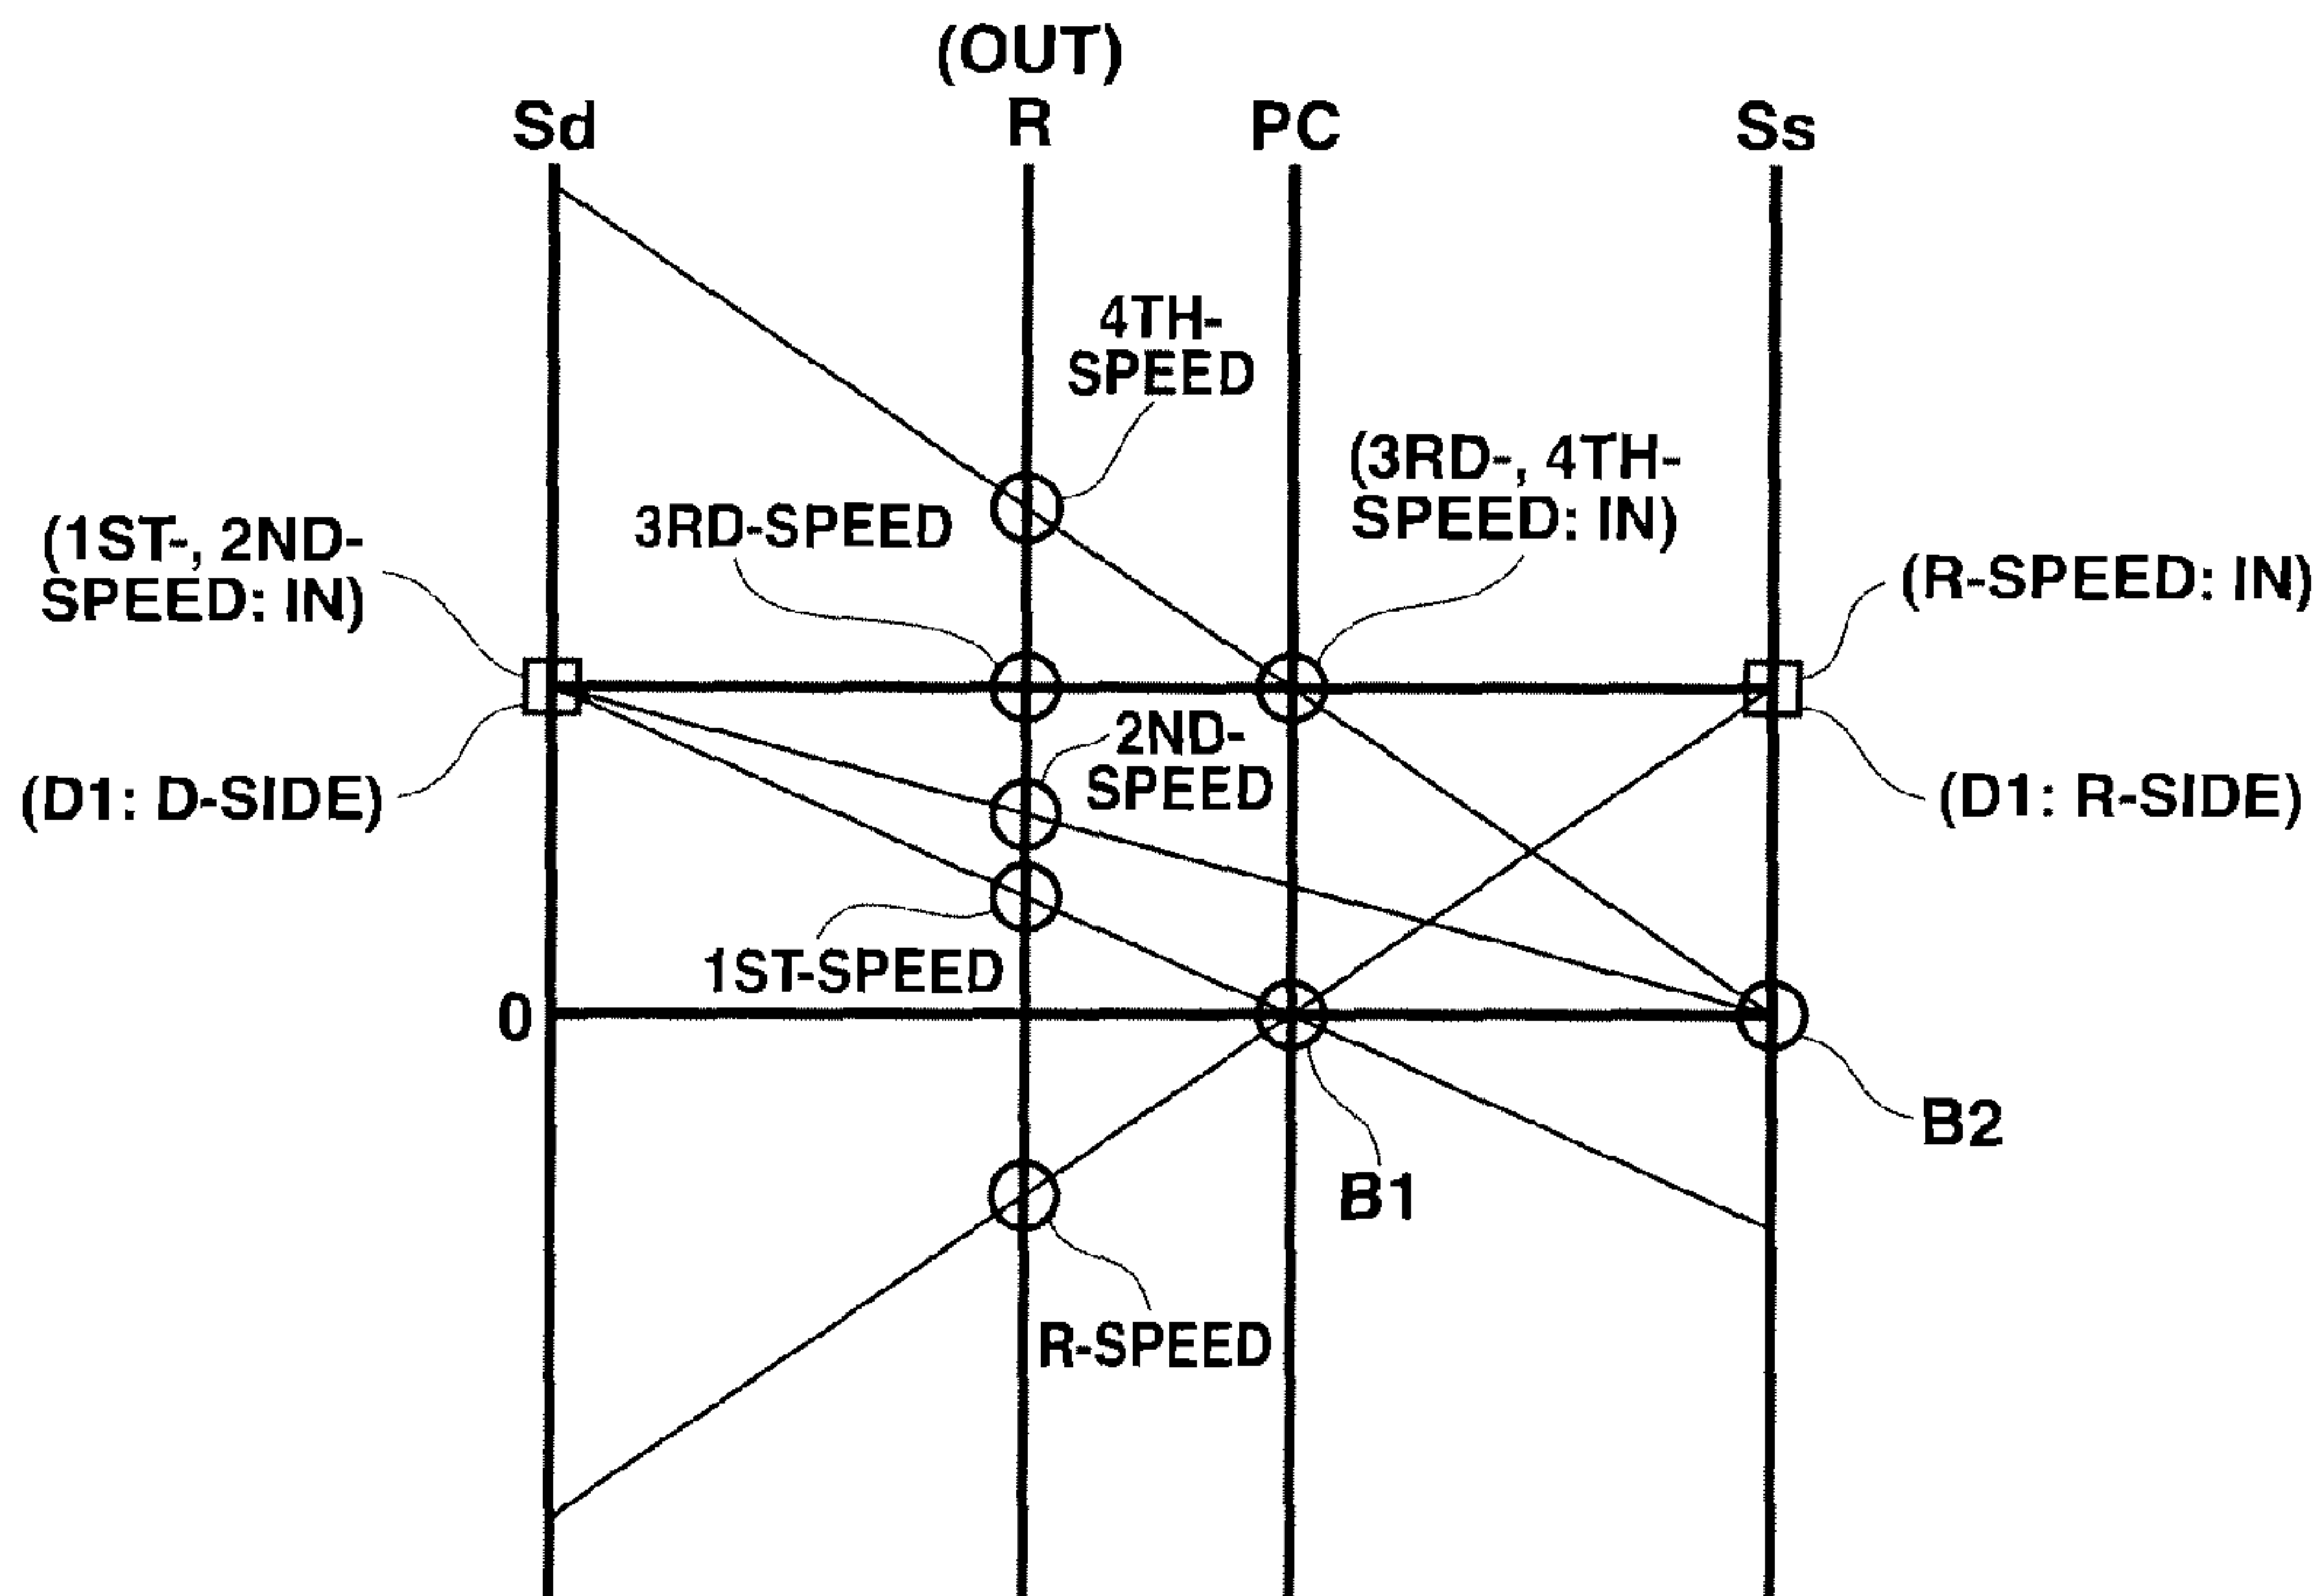 (OUT)
Sd
R
PC
Ss
4TH-
SPEED
(3RD-, 4TH-
SPEED: IN)
3RD-SPEED
(1ST-, 2ND-
SPEED: IN)
(R-SPEED: IN)
2ND-
SPEED
(D1: D-SIDE)
(D1: R-SIDE)
1ST-SPEED
0
B2
B1
R-SPEED